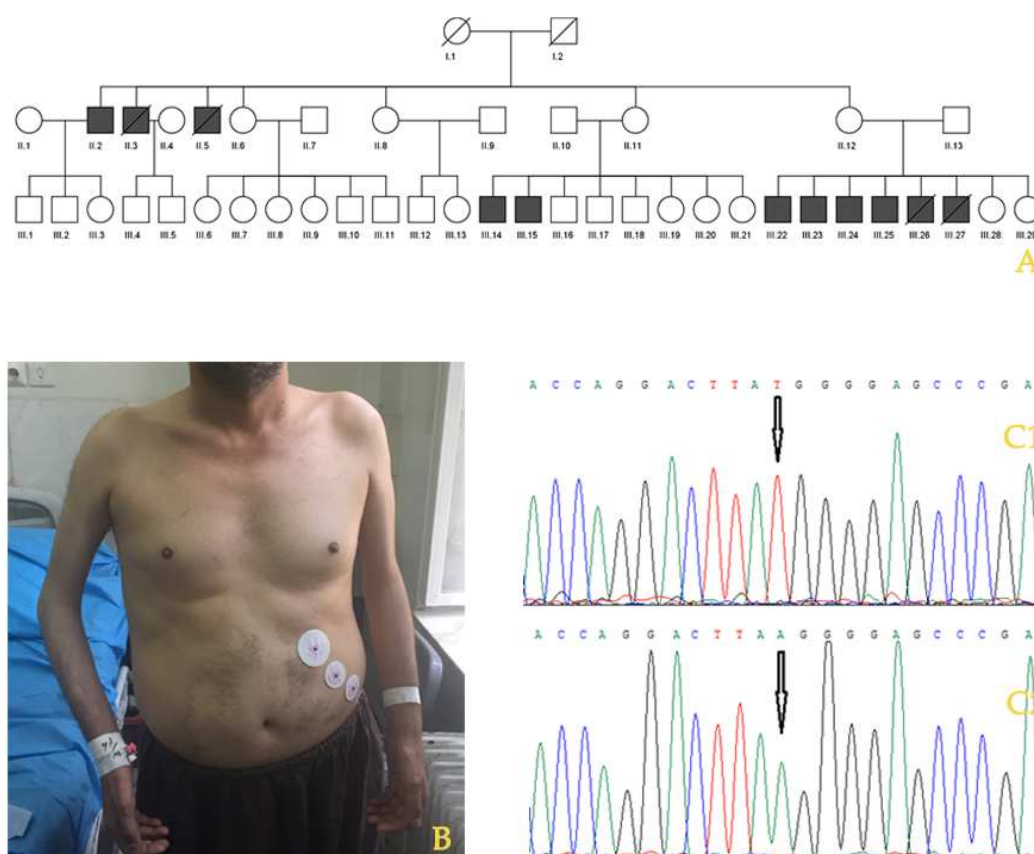 I.1 I.2
II.1 II.2 II.3 II.4 II.5 II.6 II.7 II.8 II.9 II.10 II.11 II.12 II.13
III.1 III.2 III.3 III.4 III.5 III.6 III.7 III.8 III.9 III.10 III.11 III.12 III.13 III.14 III.15 III.16 III.17 III.18 III.19 III.20 III.21 III.22 III.23 III.24 III.25 III.26 III.27 III.28
A
A C C A G G A C T T A T G G G G A G C C C G A
C1
A C C A G G A C T T A A G G G G A G C C C G A
B